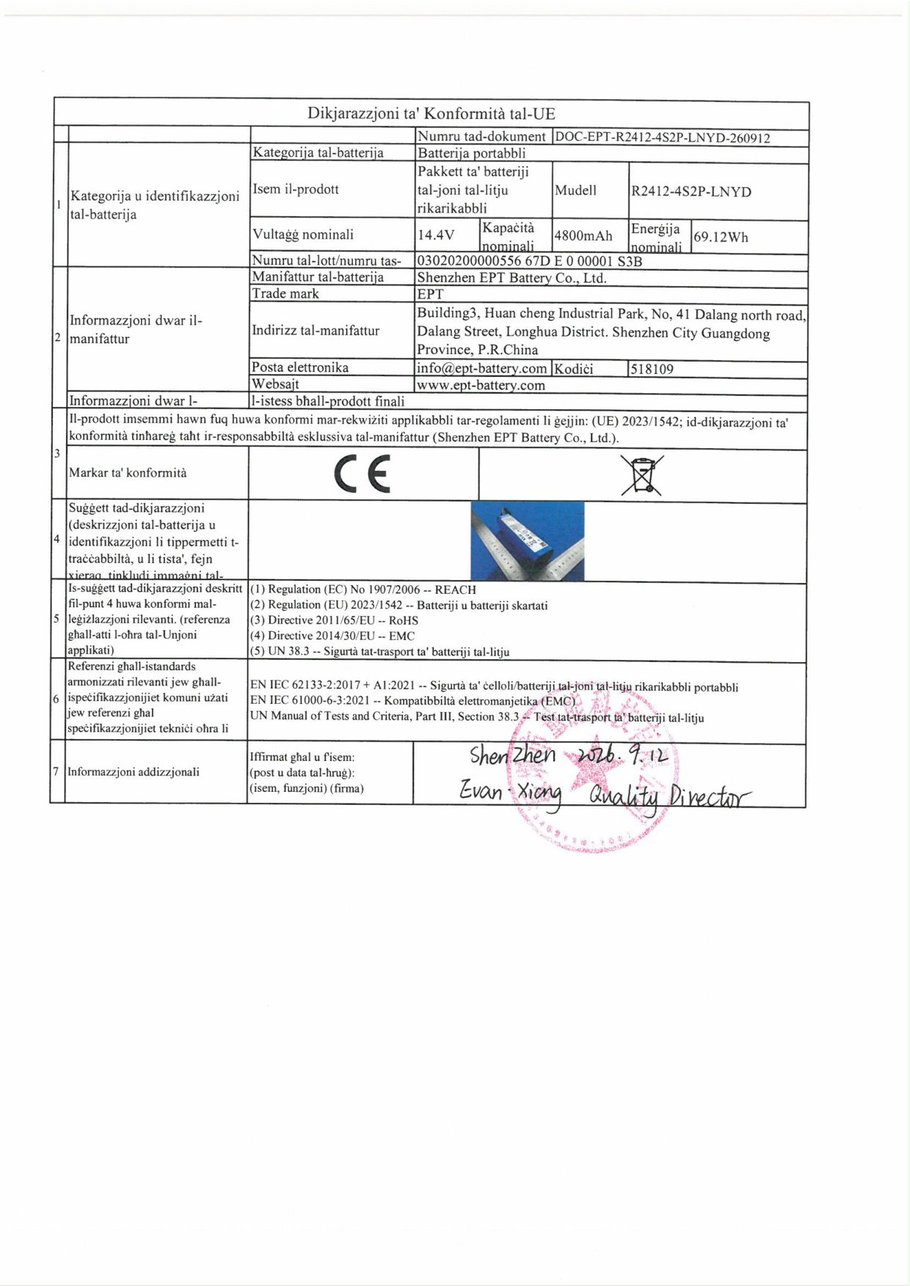 Dikjarazzjoni ta' Konformità tal-UE
Numru tad-dokument DOC-EPT-R2412-4S2P-LNYD-260912
1
Kategorija u identifikazzjoni
tal-batterija
Kategorija tal-batterija
Batterija portabbli
Isem il-prodott
Pakkett ta' batteriji
tal-joni tal-litju
rikarikabbli
Mudell
R2412-4S2P-LNYD
Vultaġġ nominali
14.4V
Kapaċità
nominali
4800mAh
Enerġija
nominali
69.12Wh
Numru tal-lott/numru tas-
03020200000556 67D E 0 00001 S3B
2
Informazzjoni dwar il-
manifattur
Manifattur tal-batterija
Shenzhen EPT Battery Co., Ltd.
Trade mark
EPT
Indirizz tal-manifattur
Building3, Huan cheng Industrial Park, No, 41 Dalang north road,
Dalang Street, Longhua District. Shenzhen City Guangdong
Province, P.R.China
Posta elettronika
info@ept-battery.com
Kodiċi
518109
Websajt
www.ept-battery.com
Informazzjoni dwar l-
l-istess bħall-prodott finali
3
Il-prodott imsemmi hawn fuq huwa konformi mar-rekwiżiti applikabbli tar-regolamenti li ġejjin: (UE) 2023/1542; id-dikjarazzjoni ta'
konformità tinħareġ taħt ir-responsabbiltà esklussiva tal-manifattur (Shenzhen EPT Battery Co., Ltd.).
Markar ta' konformità
CE
4
Suġġett tad-dikjarazzjoni
(deskrizzjoni tal-batterija u
identifikazzjoni li tippermetti t-
traċċabbiltà, u li tista', fejn
xieraq, tinkludi immaġni tal-
5
Is-suġġett tad-dikjarazzjoni deskritt
fil-punt 4 huwa konformi mal-
leġiżlazzjoni rilevanti. (referenza
għall-atti l-oħra tal-Unjoni
applikati)
(1) Regulation (EC) No 1907/2006 -- REACH
(2) Regulation (EU) 2023/1542 -- Batteriji u batteriji skartati
(3) Directive 2011/65/EU -- RoHS
(4) Directive 2014/30/EU -- EMC
(5) UN 38.3 -- Sigurtà tat-trasport ta' batteriji tal-litju
6
Referenzi għall-istandards
armonizzati rilevanti jew għall-
ispeċifikazzjonijiet komuni użati
jew referenzi għal
speċifikazzjonijiet tekniċi oħra li
EN IEC 62133-2:2017 + A1:2021 -- Sigurtà ta' ċelloli/batteriji tal-joni tal-litju rikarikabbli portabbli
EN IEC 61000-6-3:2021 -- Kompatibbiltà elettromanjetika (EMC)
UN Manual of Tests and Criteria, Part III, Section 38.3 -- Test tat-trasport ta' batteriji tal-litju
7
Informazzjoni addizzjonali
Iffirmat għal u f'isem:
(post u data tal-ħruġ):
(isem, funzjoni) (firma)
ShenZhen 2026.9.12
Evan·Xiong Quality Director